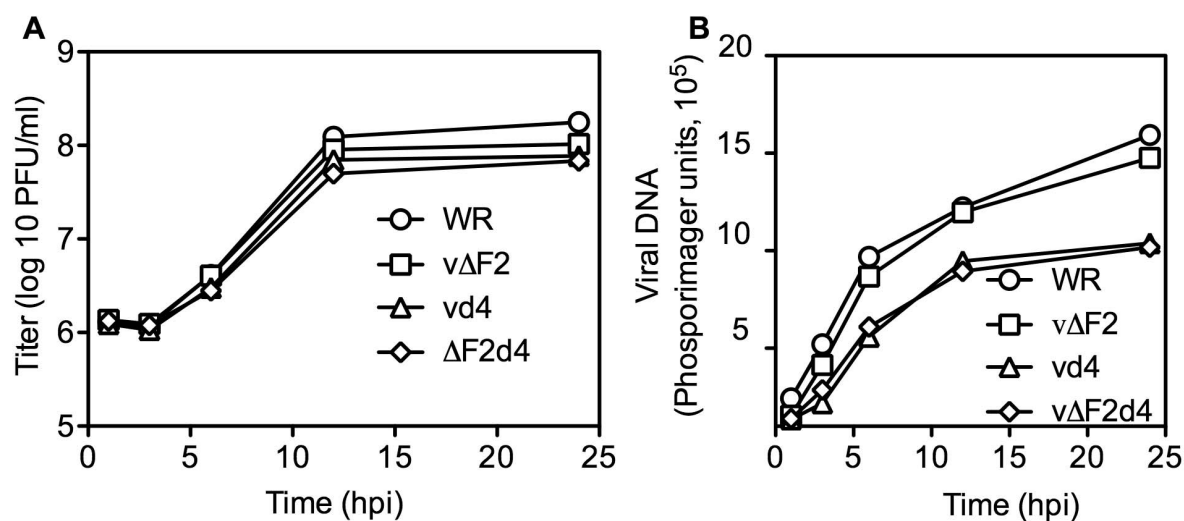 A
Titer (log 10 PFU/ml)
9
8
7
6
5
0 5 10 15 20 25
Time (hpi)
WR
vΔF2
vd4
ΔF2d4
B
Viral DNA
(Phosporimager units, 10⁵)
20
15
10
5
0 5 10 15 20 25
Time (hpi)
WR
vΔF2
vd4
vΔF2d4